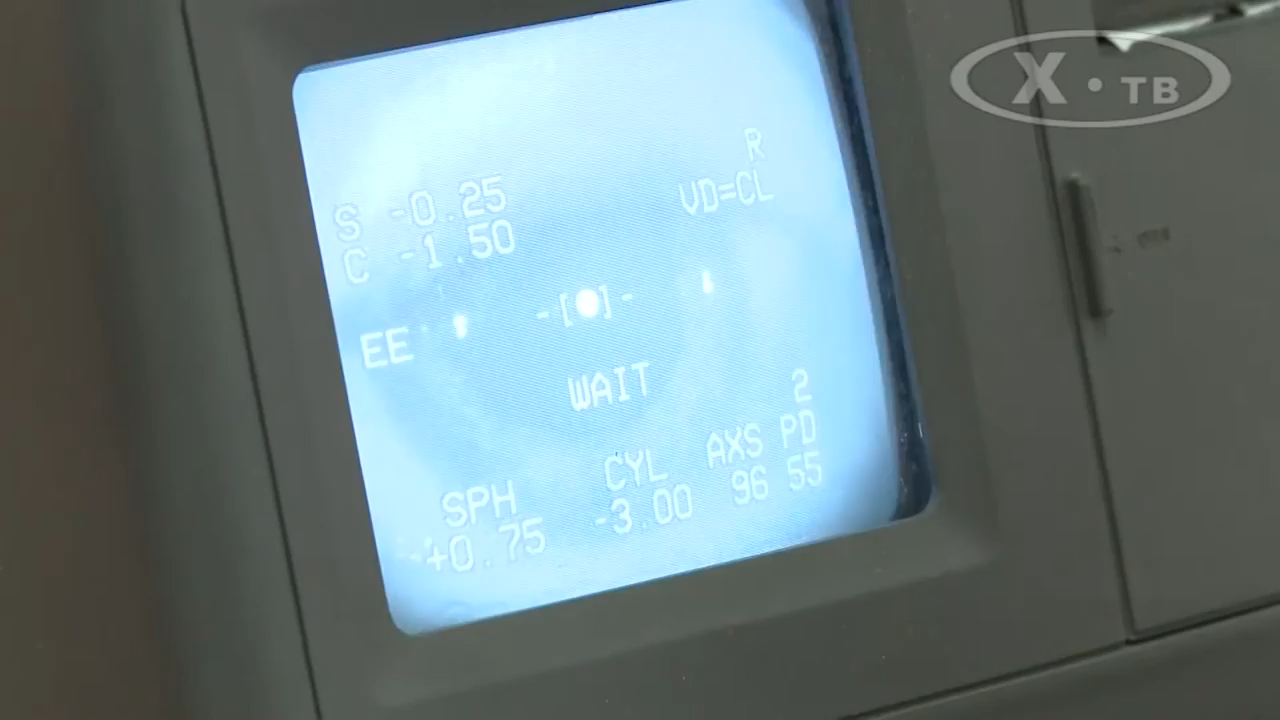 Х·ТВ
R
VD=CL
S -0.25
C -1.50
-[ ]-
EE
WAIT
2
SPH CYL AXS PD
+0.75 -3.00 96 55